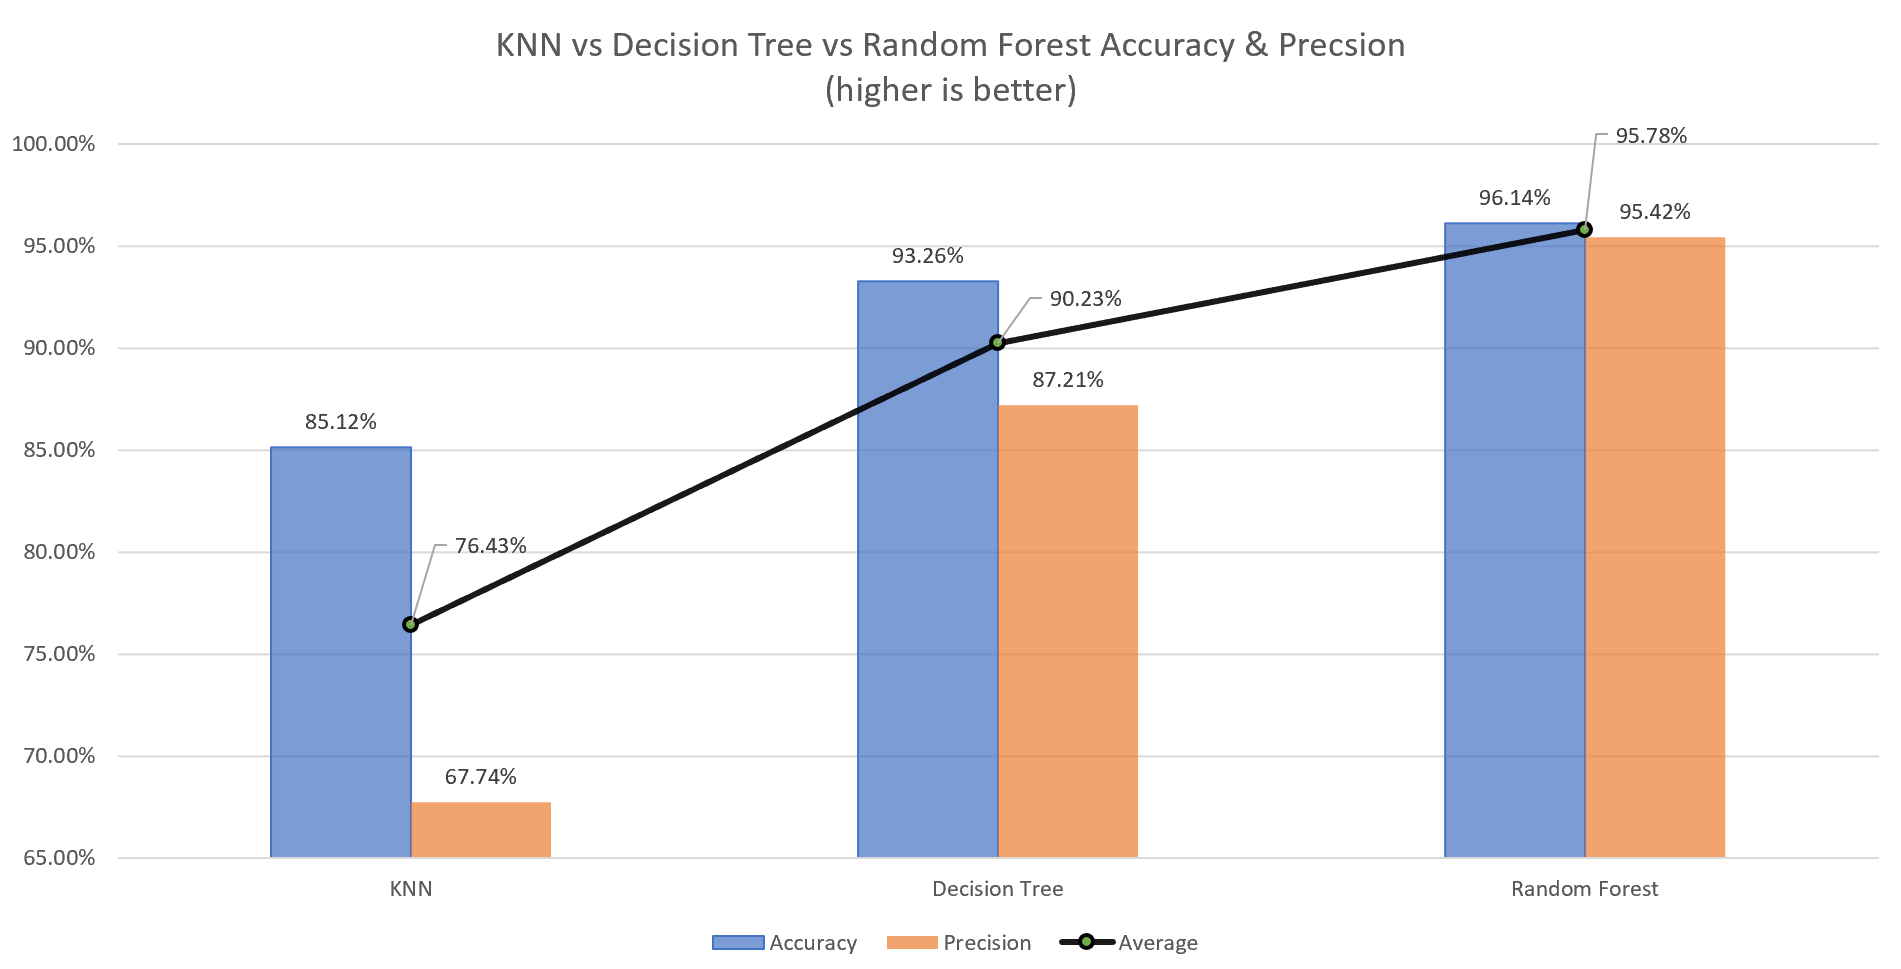 KNN vs Decision Tree vs Random Forest Accuracy & Precsion
(higher is better)
100.00%
95.00%
90.00%
85.00%
80.00%
75.00%
70.00%
65.00%
85.12%
76.43%
67.74%
93.26%
90.23%
87.21%
96.14%
95.78%
95.42%
KNN
Decision Tree
Random Forest
Accuracy
Precision
Average